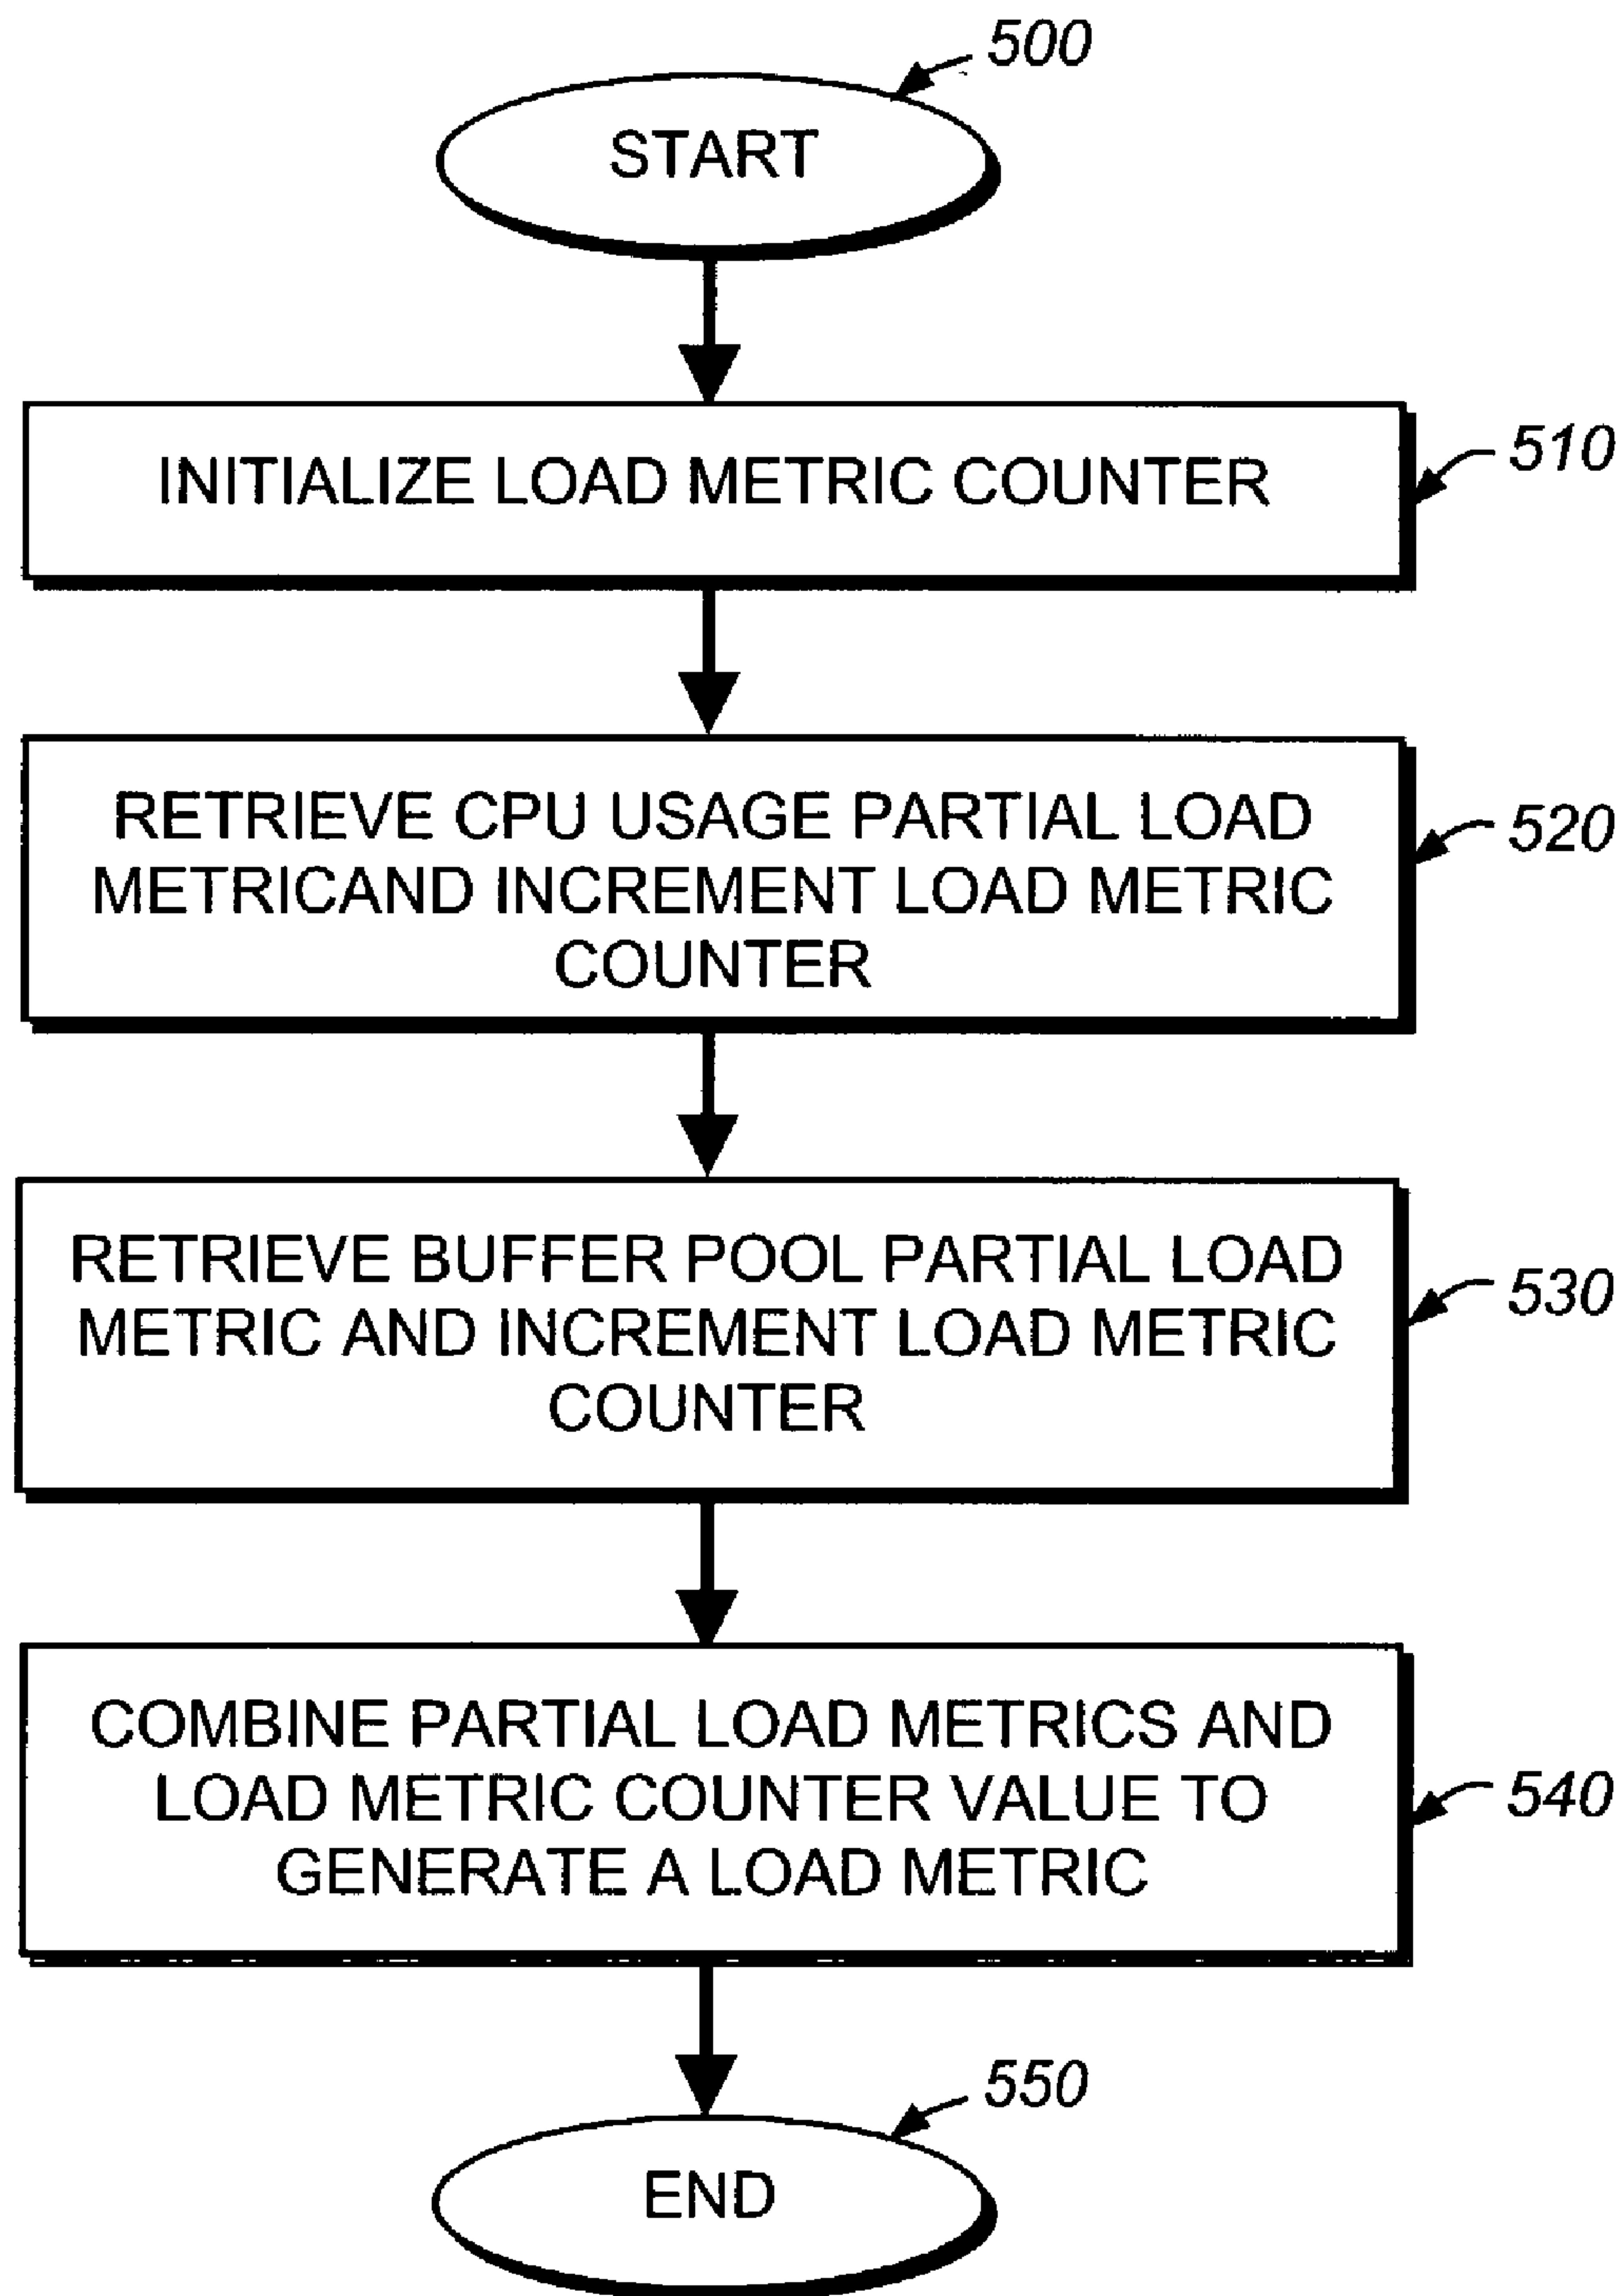 500
START
INITIALIZE LOAD METRIC COUNTER
510
RETRIEVE CPU USAGE PARTIAL LOAD
METRICAND INCREMENT LOAD METRIC
COUNTER
520
RETRIEVE BUFFER POOL PARTIAL LOAD
METRIC AND INCREMENT LOAD METRIC
COUNTER
530
COMBINE PARTIAL LOAD METRICS AND
LOAD METRIC COUNTER VALUE TO
GENERATE A LOAD METRIC
540
550
END